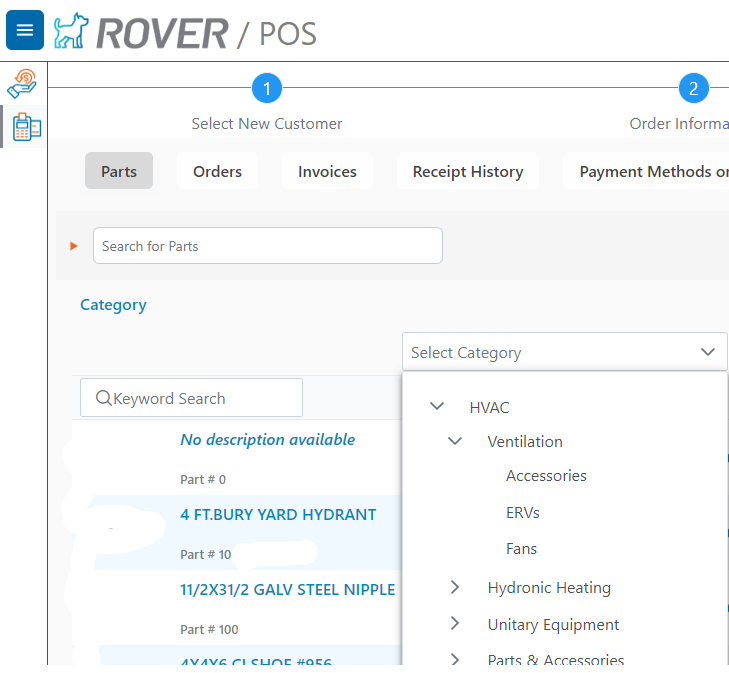 ROVER / POS
1
2
Select New Customer
Order Informa
Parts
Orders
Invoices
Receipt History
Payment Methods or
Search for Parts
Category
Select Category
Keyword Search
HVAC
Ventilation
Accessories
ERVs
Fans
Hydronic Heating
Unitary Equipment
Parts & Accessories
No description available
Part # 0
4 FT.BURY YARD HYDRANT
Part # 10
11/2X31/2 GALV STEEL NIPPLE
Part # 100
4X4X6 CLSHOE #956